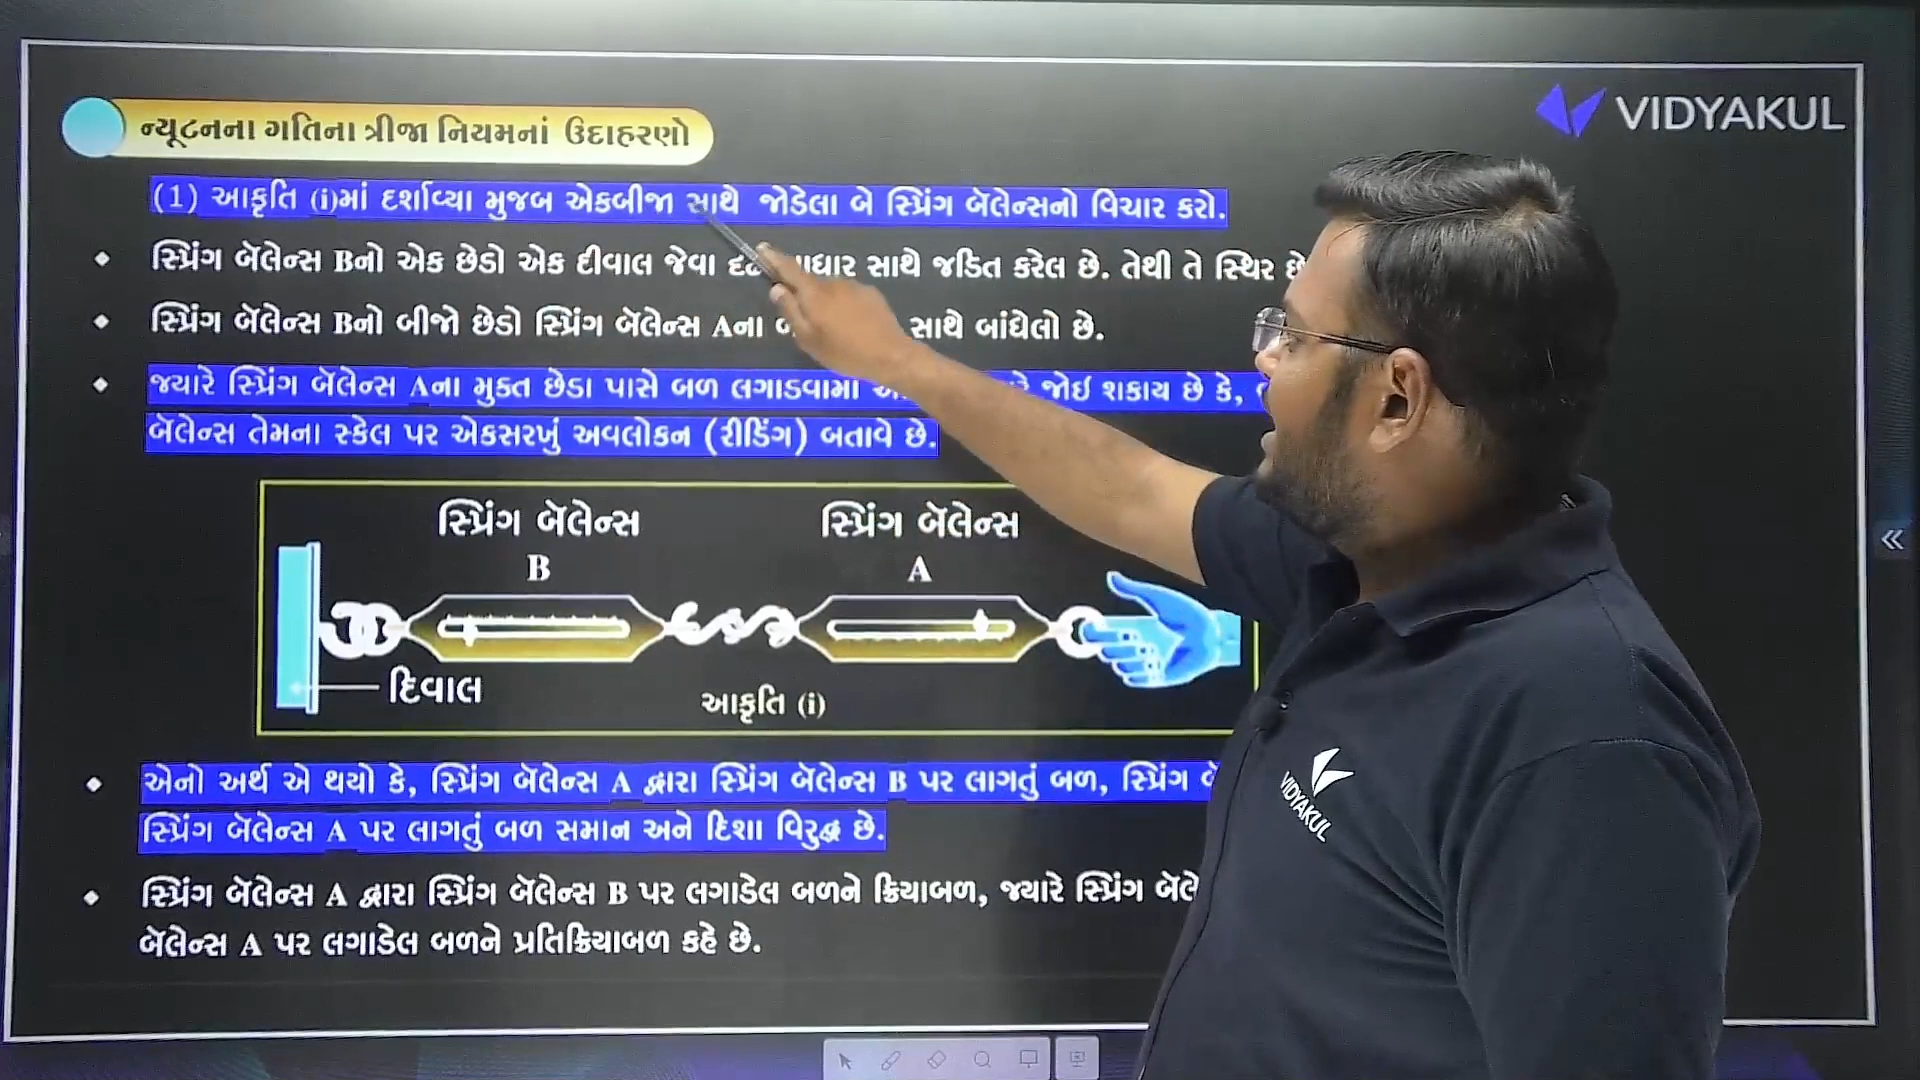 VIDYAKUL
ન્યૂટનના ગતિના ત્રીજા નિયમનાં ઉદાહરણો
(1) આકૃતિ (i)માં દર્શાવ્યા મુજબ એકબીજા સાથે જોડેલા બે સ્પ્રિંગ બૅલેન્સનો વિચાર કરો.
સ્પ્રિંગ બૅલેન્સ Bનો એક છેડો એક દીવાલ જેવા સાથે જડિત કરેલ છે. તેથી તે સ્થિર
સ્પ્રિંગ બૅલેન્સ Bનો બીજો છેડો સ્પ્રિંગ બૅલેન્સ Aના સાથે બાંધેલો છે.
જ્યારે સ્પ્રિંગ બૅલેન્સ Aના મુક્ત છેડા પાસે બળ લગાડવામાં જોઈ શકાય છે કે,
બૅલેન્સ તેમના સ્કેલ પર એકસરખું અવલોકન (રીડિંગ) બતાવે છે.
સ્પ્રિંગ બૅલેન્સ સ્પ્રિંગ બૅલેન્સ
B A
દિવાલ
આકૃતિ (i)
એનો અર્થ એ થયો કે, સ્પ્રિંગ બૅલેન્સ A દ્વારા સ્પ્રિંગ બૅલેન્સ B પર લાગતું બળ, સ્પ્રિંગ
સ્પ્રિંગ બૅલેન્સ A પર લાગતું બળ સમાન અને દિશા વિરુદ્ધ છે.
સ્પ્રિંગ બૅલેન્સ A દ્વારા સ્પ્રિંગ બૅલેન્સ B પર લગાડેલ બળને ક્રિયાબળ, જ્યારે સ્પ્રિંગ
બૅલેન્સ A પર લગાડેલ બળને પ્રતિક્રિયાબળ કહે છે.
VIDYAKUL